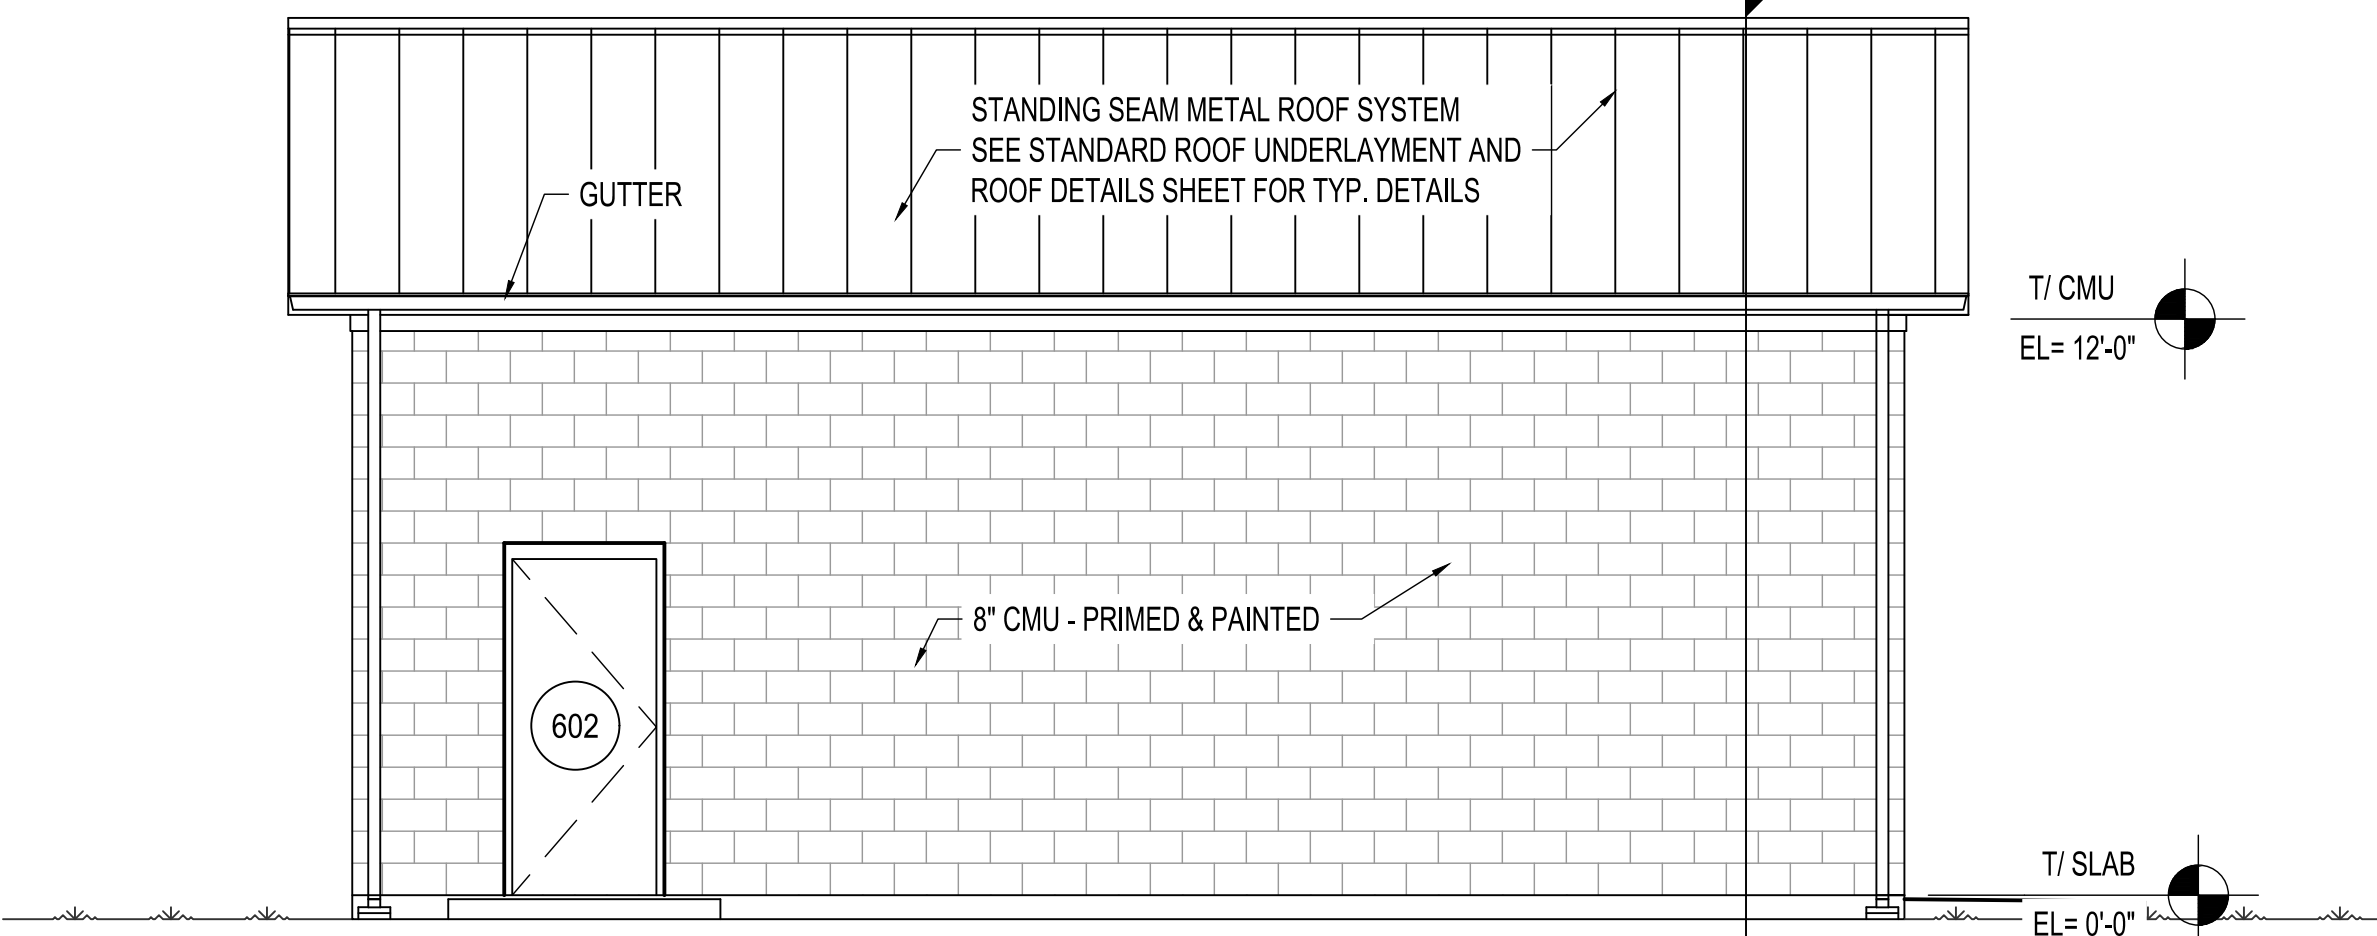 STANDING SEAM METAL ROOF SYSTEM
SEE STANDARD ROOF UNDERLAYMENT AND
ROOF DETAILS SHEET FOR TYP. DETAILS
GUTTER
T/ CMU
EL= 12'-0"
8" CMU - PRIMED & PAINTED
602
T/ SLAB
EL= 0'-0"